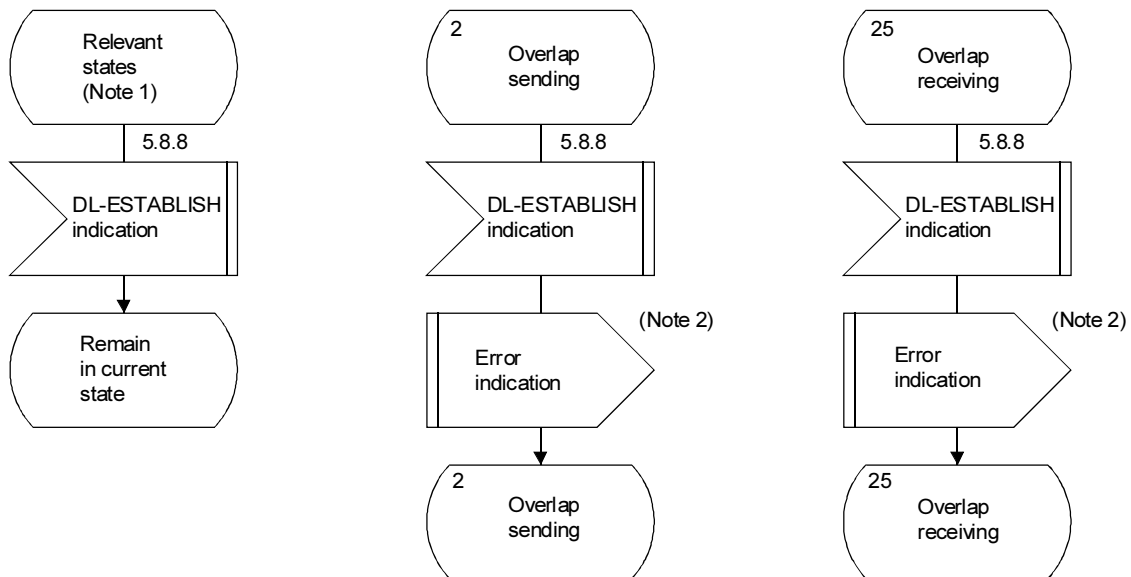 Relevant
states
(Note 1)
5.8.8
DL-ESTABLISH
indication
Remain
in current
state
2
Overlap
sending
5.8.8
DL-ESTABLISH
indication
(Note 2)
Error
indication
2
Overlap
sending
25
Overlap
receiving
5.8.8
DL-ESTABLISH
indication
(Note 2)
Error
indication
25
Overlap
receiving